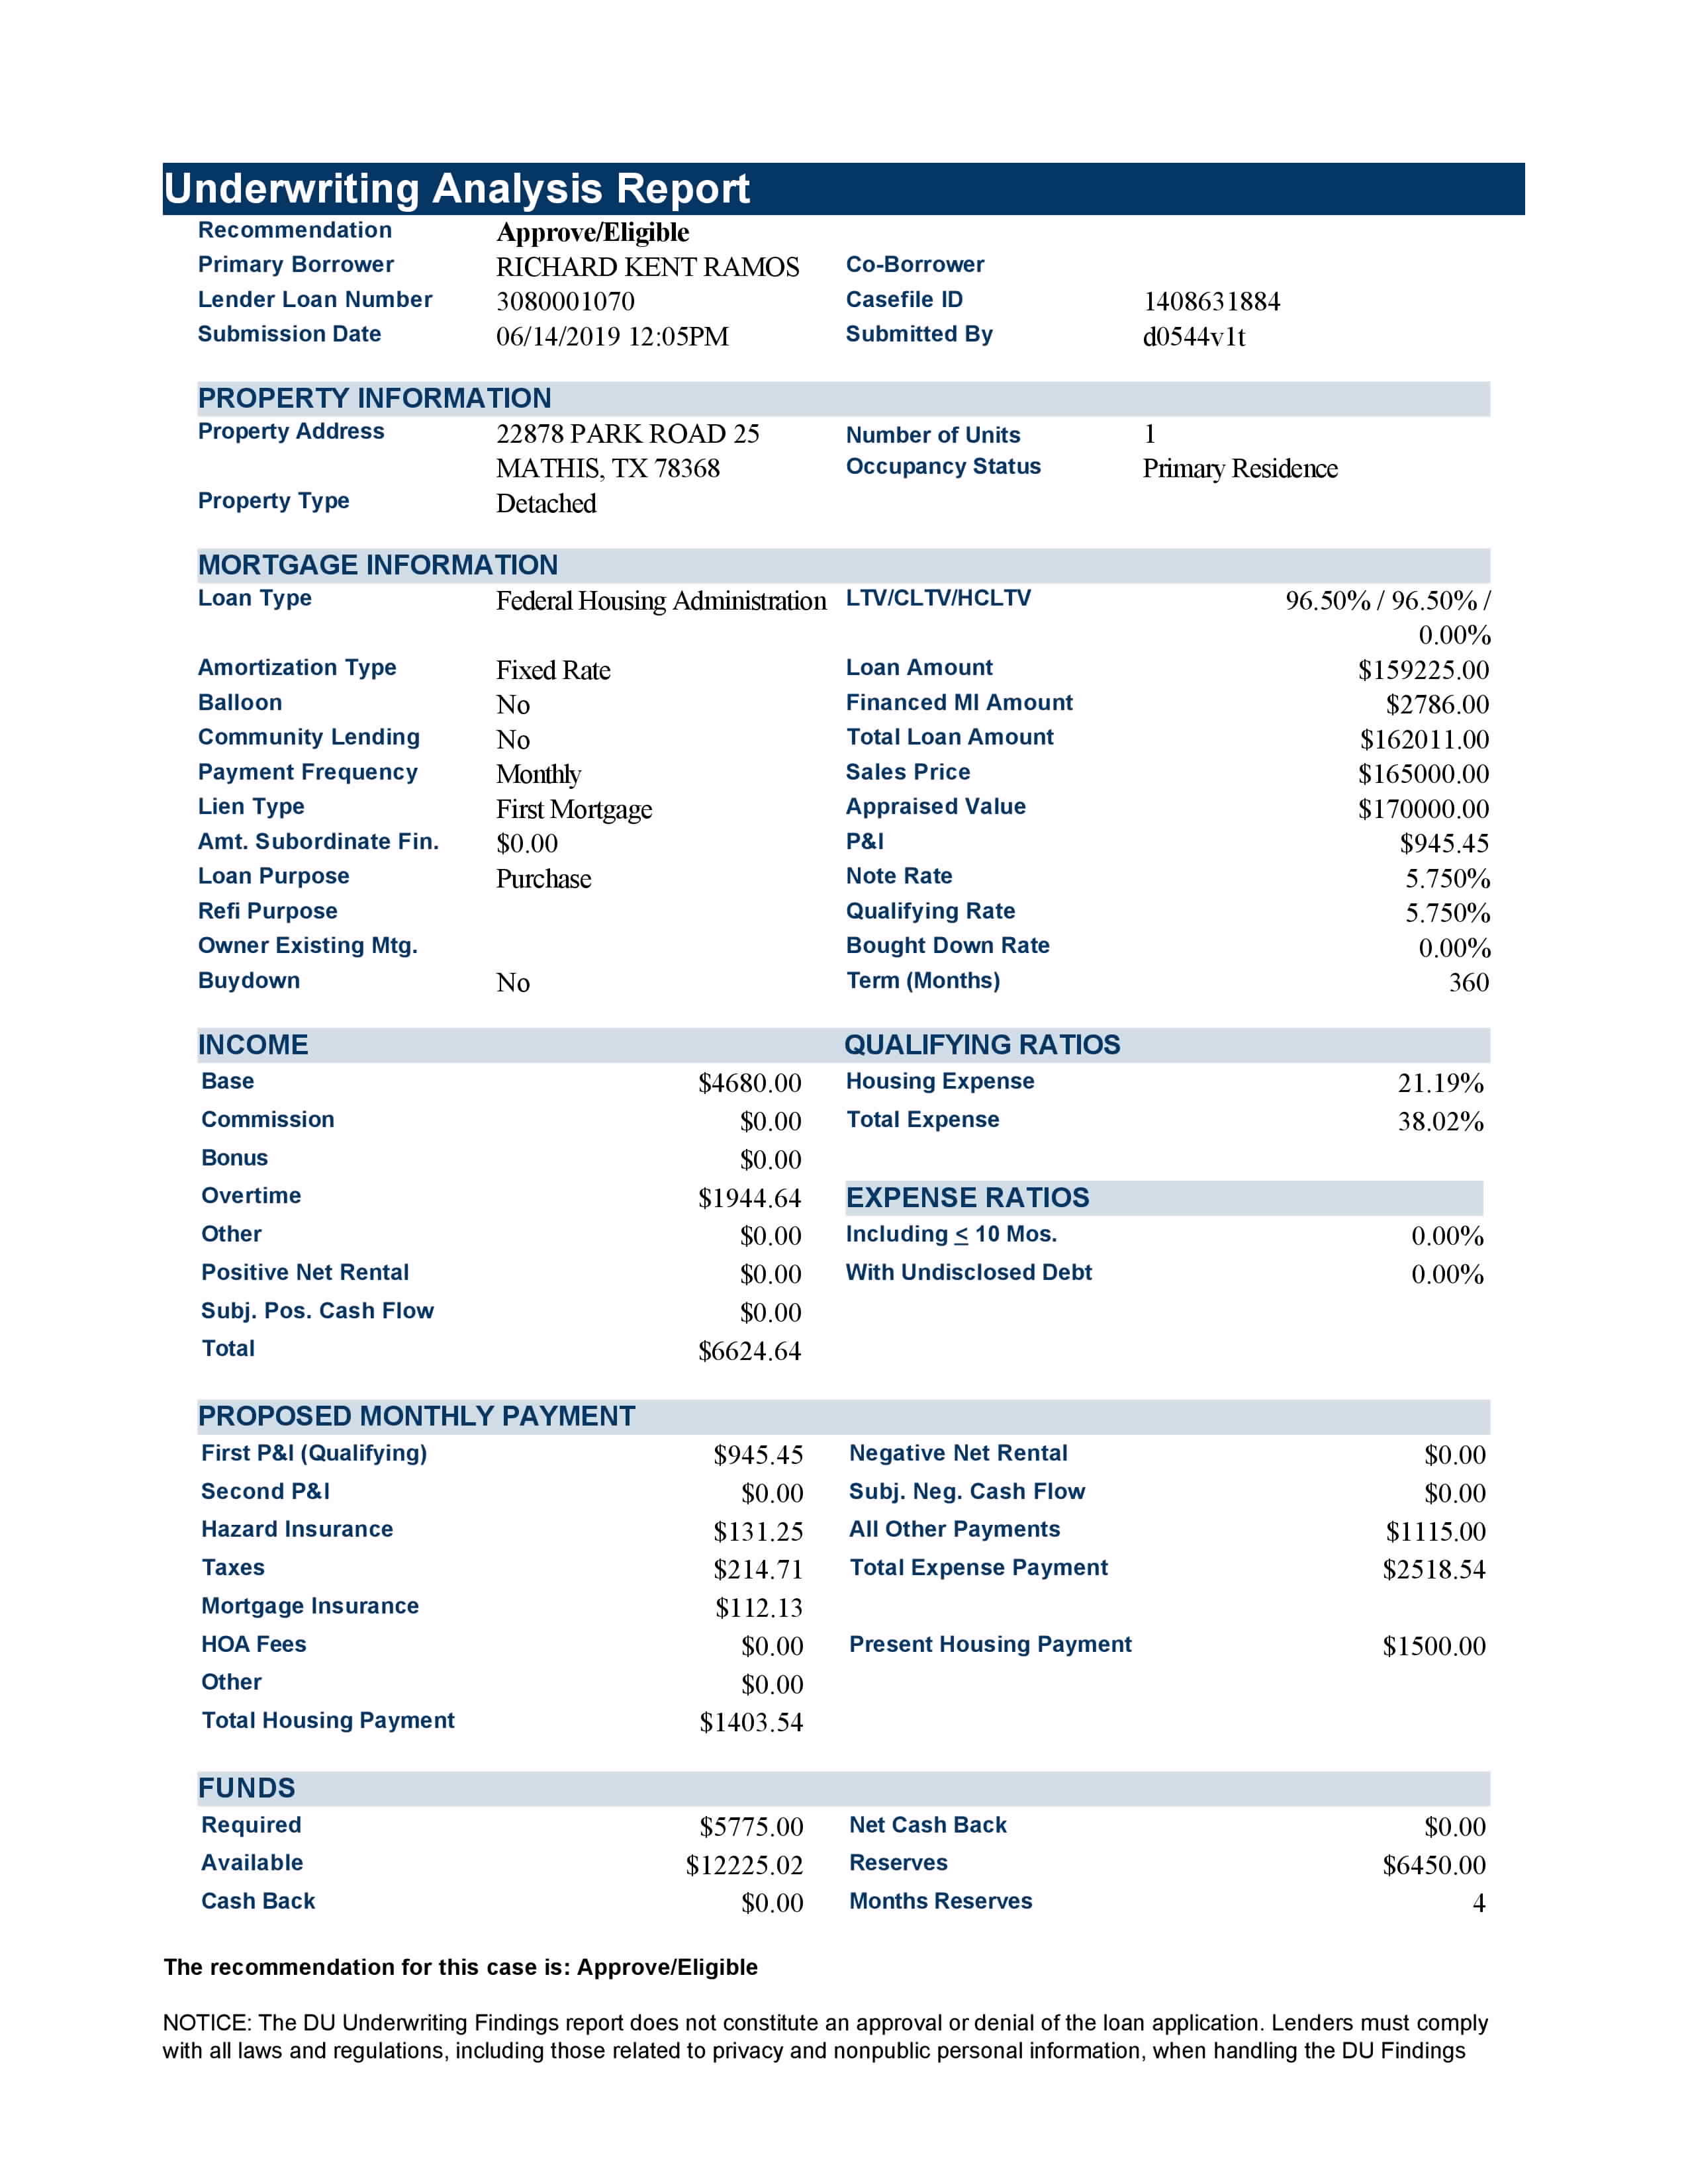 Underwriting Analysis Report
Recommendation Approve/Eligible
Primary Borrower RICHARD KENT RAMOS Co-Borrower
Lender Loan Number 3080001070 Casefile ID 1408631884
Submission Date 06/14/2019 12:05PM Submitted By d0544v1t
PROPERTY INFORMATION
Property Address 22878 PARK ROAD 25 Number of Units 1
MATHIS, TX 78368 Occupancy Status Primary Residence
Property Type Detached
MORTGAGE INFORMATION
Loan Type Federal Housing Administration LTV/CLTV/HCLTV 96.50% / 96.50% /
0.00%
Amortization Type Fixed Rate Loan Amount $159225.00
Balloon No Financed MI Amount $2786.00
Community Lending No Total Loan Amount $162011.00
Payment Frequency Monthly Sales Price $165000.00
Lien Type First Mortgage Appraised Value $170000.00
Amt. Subordinate Fin. $0.00 P&I $945.45
Loan Purpose Purchase Note Rate 5.750%
Refi Purpose Qualifying Rate 5.750%
Owner Existing Mtg. Bought Down Rate 0.00%
Buydown No Term (Months) 360
INCOME QUALIFYING RATIOS
Base $4680.00 Housing Expense 21.19%
Commission $0.00 Total Expense 38.02%
Bonus $0.00
Overtime $1944.64 EXPENSE RATIOS
Other $0.00 Including ≤ 10 Mos. 0.00%
Positive Net Rental $0.00 With Undisclosed Debt 0.00%
Subj. Pos. Cash Flow $0.00
Total $6624.64
PROPOSED MONTHLY PAYMENT
First P&I (Qualifying) $945.45 Negative Net Rental $0.00
Second P&I $0.00 Subj. Neg. Cash Flow $0.00
Hazard Insurance $131.25 All Other Payments $1115.00
Taxes $214.71 Total Expense Payment $2518.54
Mortgage Insurance $112.13
HOA Fees $0.00 Present Housing Payment $1500.00
Other $0.00
Total Housing Payment $1403.54
FUNDS
Required $5775.00 Net Cash Back $0.00
Available $12225.02 Reserves $6450.00
Cash Back $0.00 Months Reserves 4
The recommendation for this case is: Approve/Eligible
NOTICE: The DU Underwriting Findings report does not constitute an approval or denial of the loan application. Lenders must comply
with all laws and regulations, including those related to privacy and nonpublic personal information, when handling the DU Findings